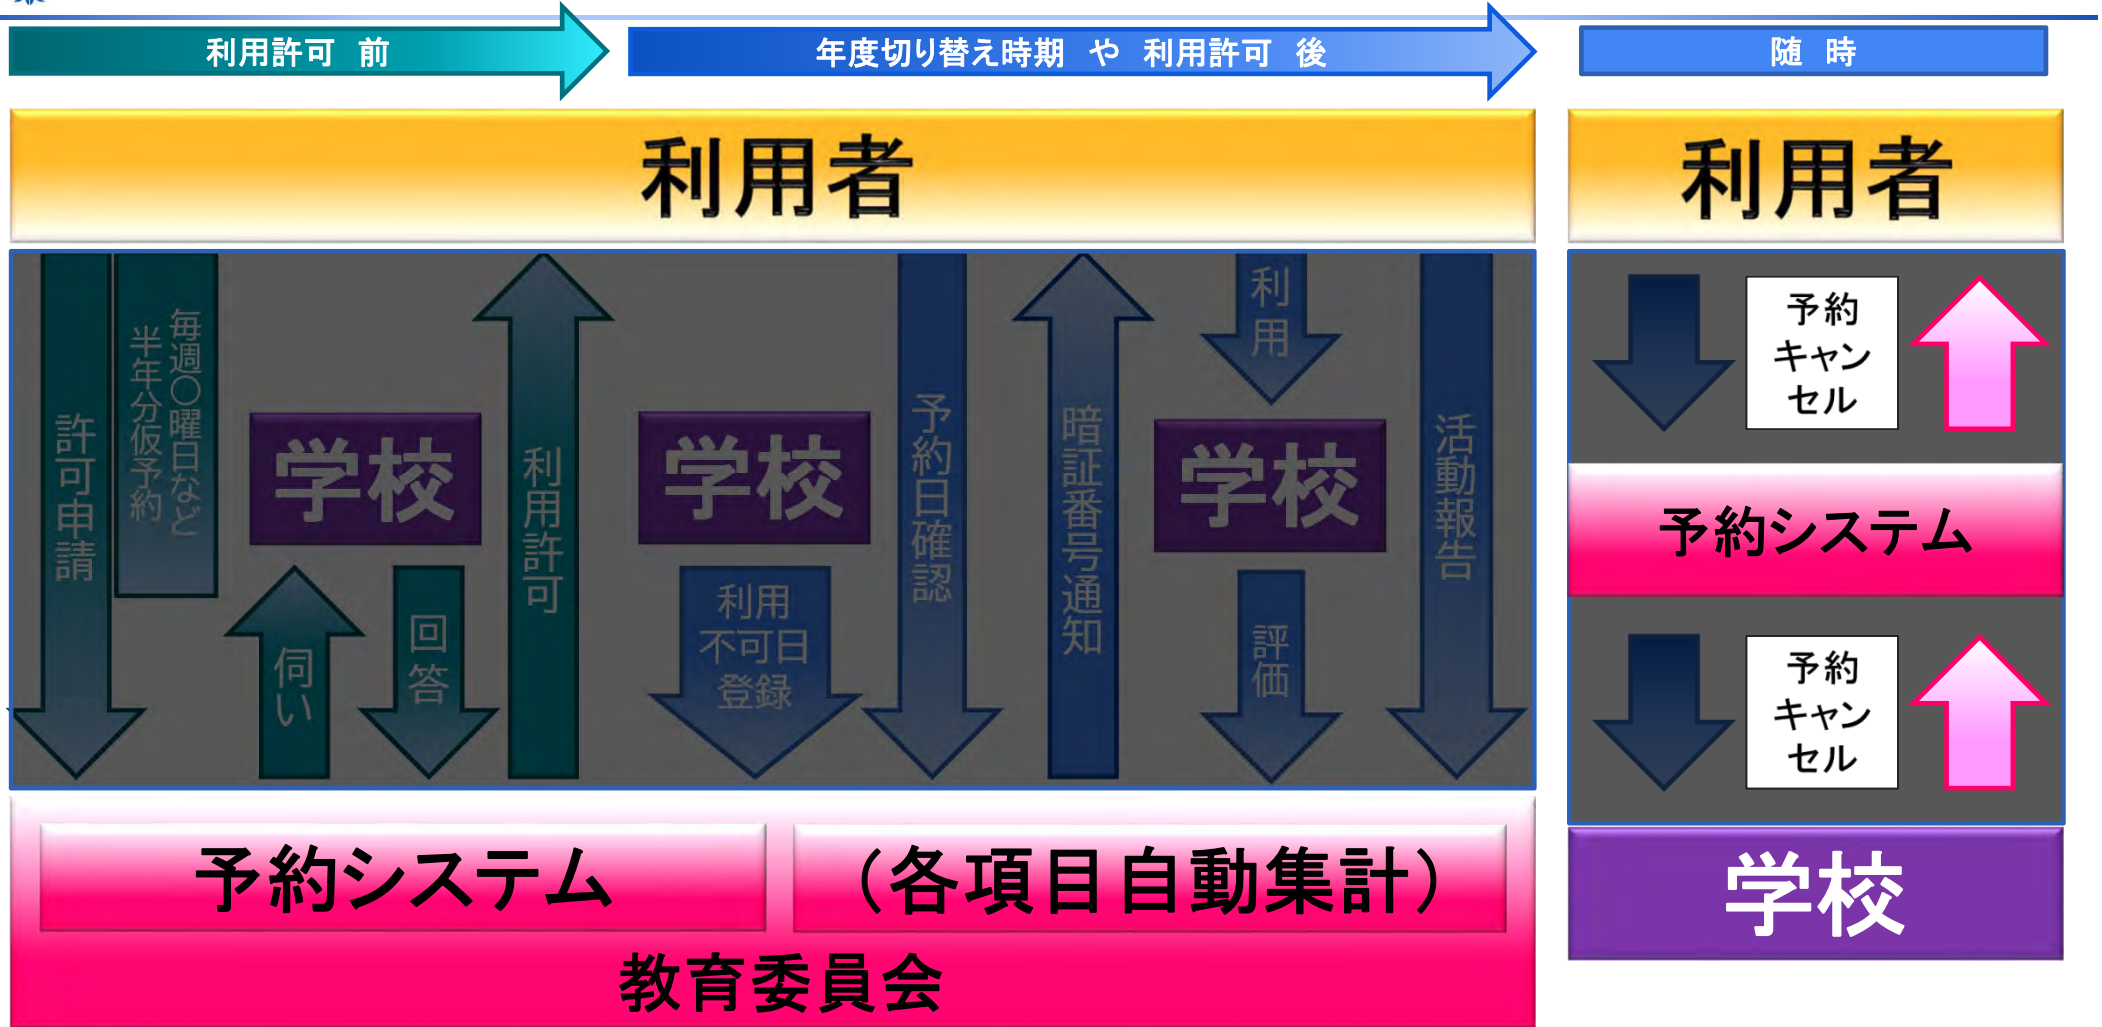 利用許可 前
年度切り替え時期 や 利用許可 後
随 時
利用者
利用者
許可申請
毎週〇曜日など
半年分仮予約
学校
伺い
回答
利用許可
学校
利用
不可日
登録
予約日確認
暗証番号通知
利用
学校
評価
活動報告
予約
キャン
セル
予約システム
予約
キャン
セル
学校
予約システム
（各項目自動集計）
教育委員会